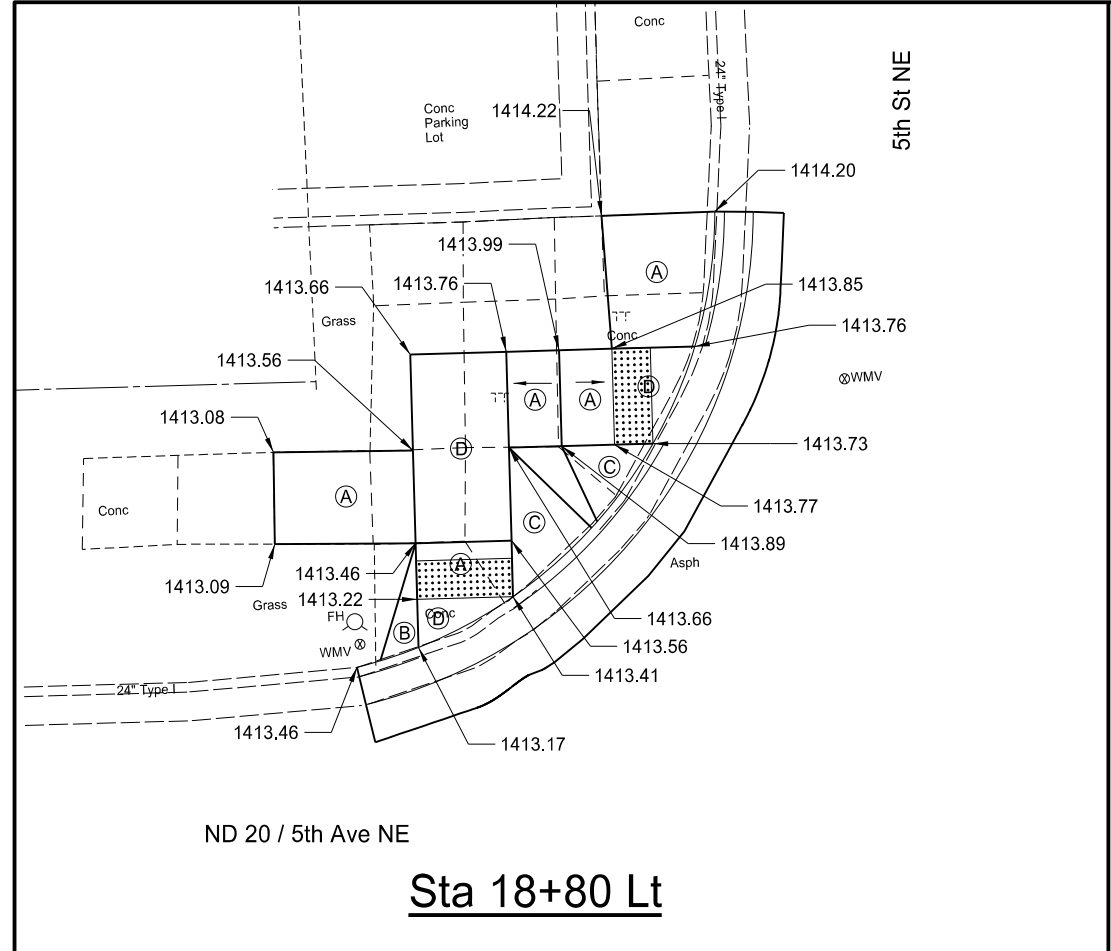 Conc
5th St NE
24" Type I
Conc
Parking
Lot
1414.22
1414.20
1413.99
1413.66
1413.76
1413.85
A
Grass
Conc
1413.76
TT
1413.56
WMV
D
TT
A
A
1413.08
1413.73
D
C
A
1413.77
Conc
C
1413.89
Asph
1413.46
A
1413.09
1413.22
Grass
Conc
FH
D
1413.66
B
WMV
1413.56
1413.41
24" Type I
1413.46
1413.17
ND 20 / 5th Ave NE
Sta 18+80 Lt